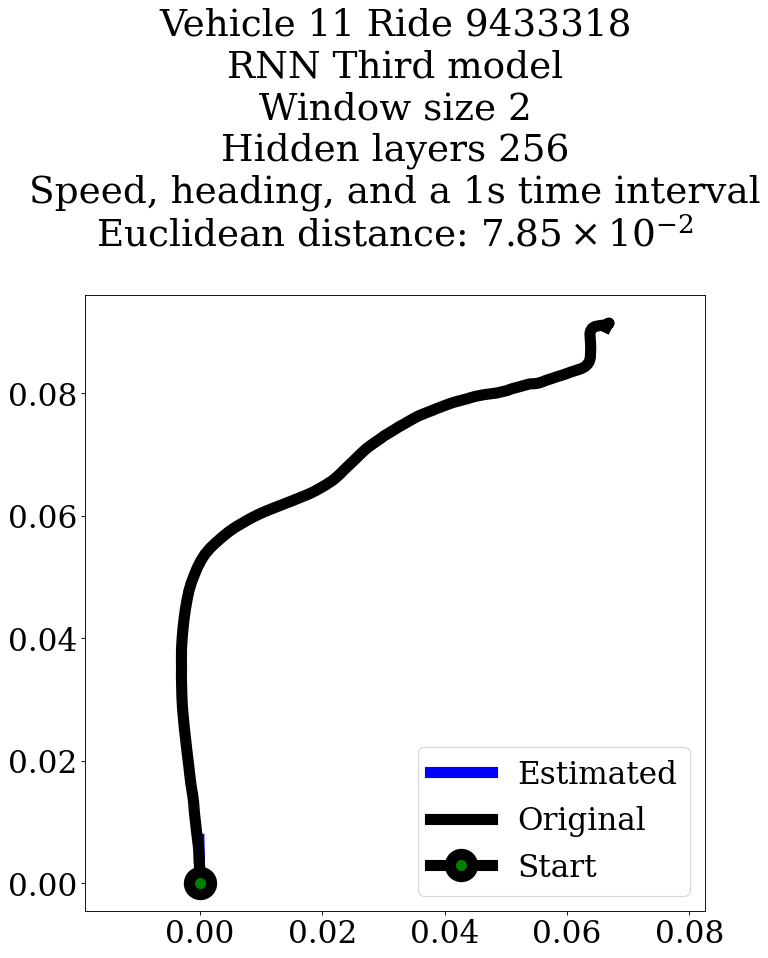 Vehicle 11 Ride 9433318
RNN Third model
Window size 2
Hidden layers 256
Speed, heading, and a 1s time interval
Euclidean distance: 7.85 × 10⁻²
0.08
0.06
0.04
0.02
0.00
Estimated
Original
Start
0.00 0.02 0.04 0.06 0.08